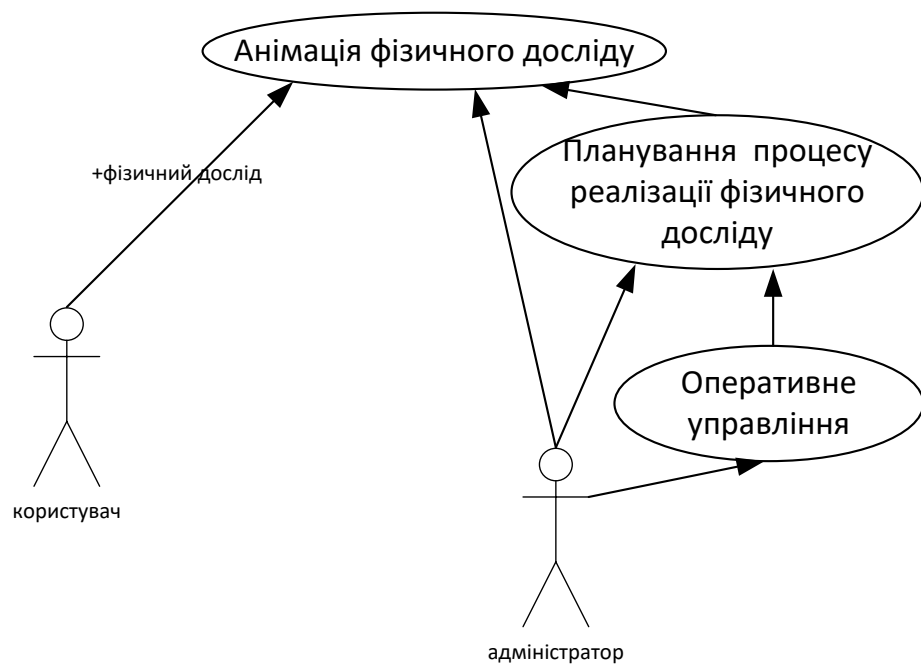 Анімація фізичного досліду
Планування процесу
реалізації фізичного
досліду
+фізичний дослід
Оперативне
управління
користувач
адміністратор